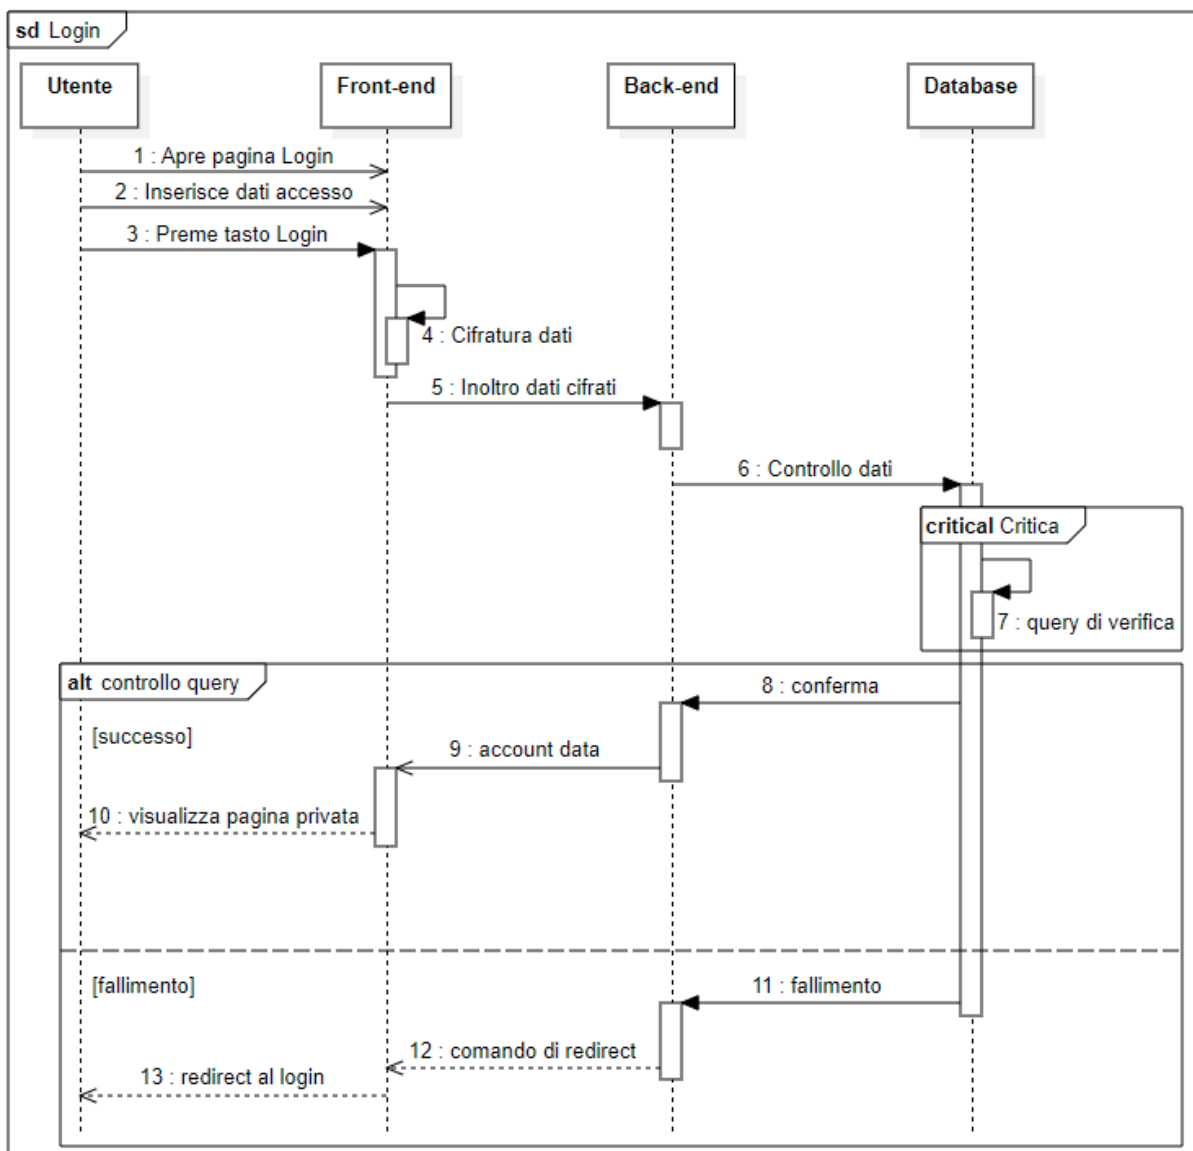 sd Login
Utente
Front-end
Back-end
Database
1 : Apre pagina Login
2 : Inserisce dati accesso
3 : Preme tasto Login
4 : Cifratura dati
5 : Inoltro dati cifrati
6 : Controllo dati
critical Critica
7 : query di verifica
alt controllo query
8 : conferma
[successo]
9 : account data
10 : visualizza pagina privata
[fallimento]
11 : fallimento
12 : comando di redirect
13 : redirect al login